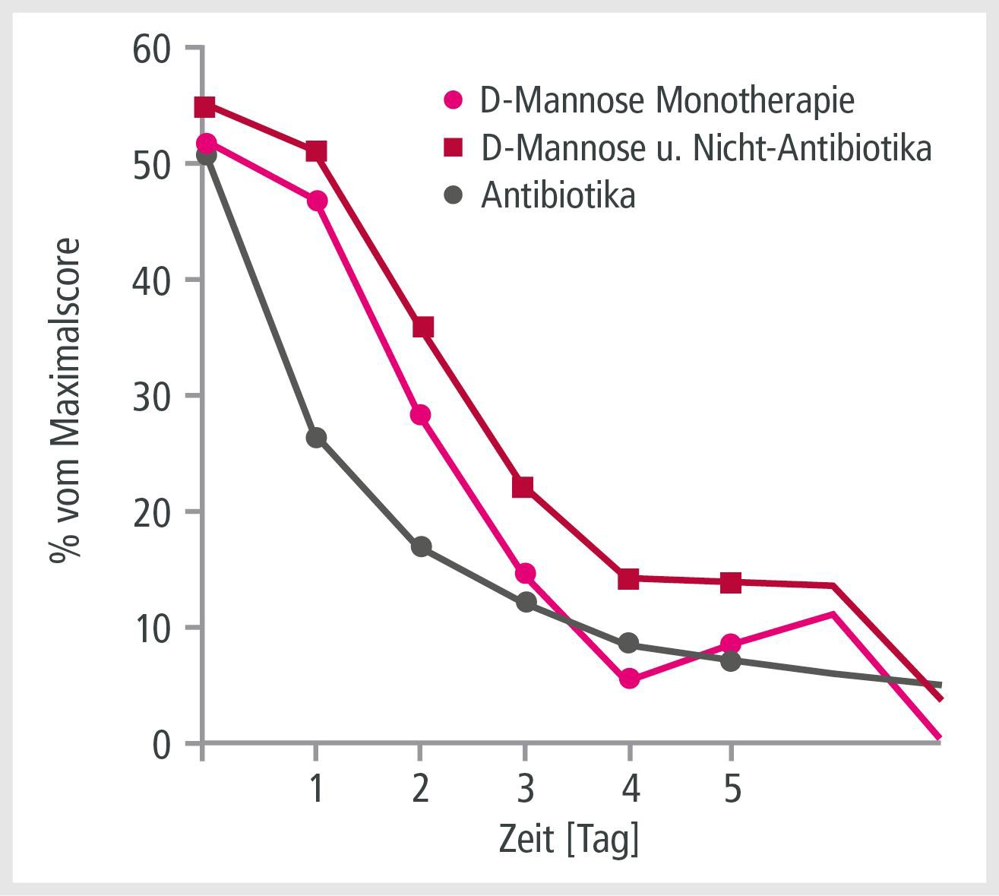 60
D-Mannose Monotherapie
D-Mannose u. Nicht-Antibiotika
50
Antibiotika
40
% vom Maximalscore
30
20
10
0
1 2 3 4 5
Zeit [Tag]